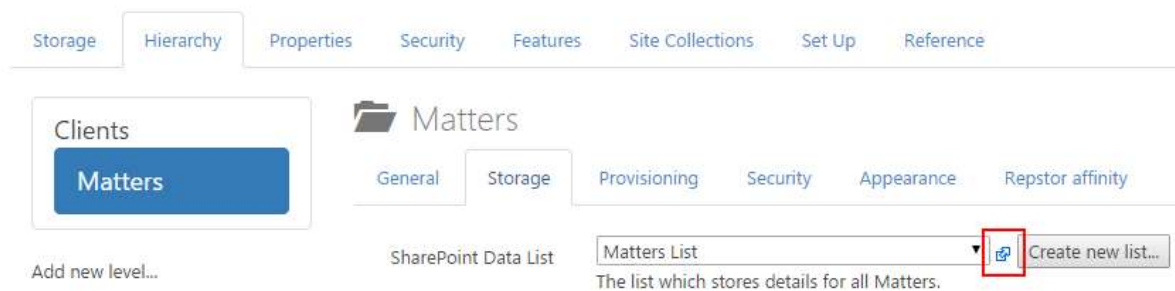 Storage Hierarchy Properties Security Features Site Collections Set Up Reference
Clients
Matters
Add new level...
Matters
General Storage Provisioning Security Appearance Repstor affinity
SharePoint Data List Matters List Create new list...
The list which stores details for all Matters.